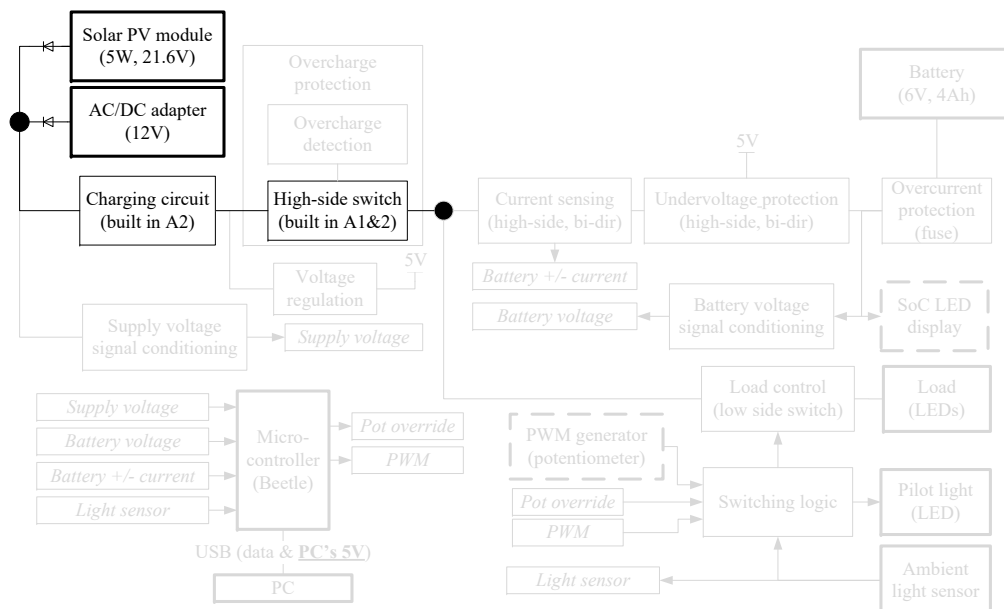 Solar PV module
(5W, 21.6V)
AC/DC adapter
(12V)
Overcharge
protection
Overcharge
detection
Battery
(6V, 4Ah)
5V
Charging circuit
(built in A2)
High-side switch
(built in A1&2)
Current sensing
(high-side, bi-dir)
Undervoltage protection
(high-side, bi-dir)
Overcurrent
protection
(fuse)
5V
Voltage
regulation
Battery +/- current
Battery voltage
Battery voltage
signal conditioning
SoC LED
display
Supply voltage
signal conditioning
Supply voltage
Load control
(low side switch)
Load
(LEDs)
Supply voltage
Battery voltage
Battery +/- current
Light sensor
Micro-
controller
(Beetle)
Pot override
PWM
PWM generator
(potentiometer)
Pot override
PWM
Switching logic
Pilot light
(LED)
USB (data & PC's 5V)
PC
Light sensor
Ambient
light sensor